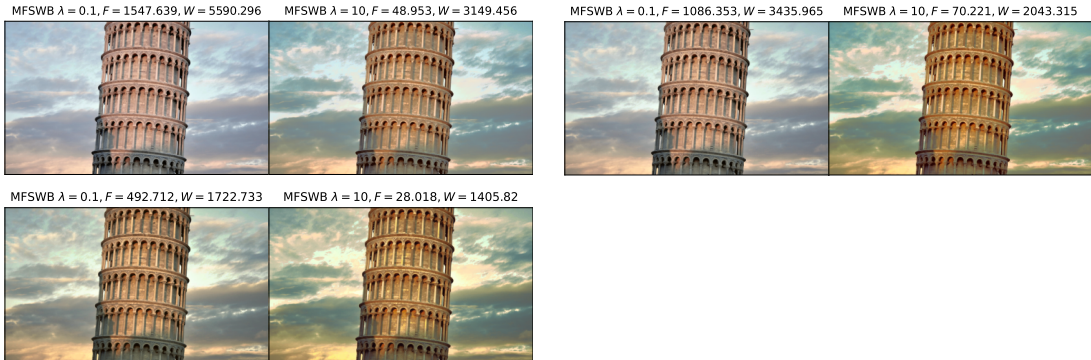 MFSWB λ = 0.1, F = 1547.639, W = 5590.296
MFSWB λ = 10, F = 48.953, W = 3149.456
MFSWB λ = 0.1, F = 1086.353, W = 3435.965
MFSWB λ = 10, F = 70.221, W = 2043.315
MFSWB λ = 0.1, F = 492.712, W = 1722.733
MFSWB λ = 10, F = 28.018, W = 1405.82